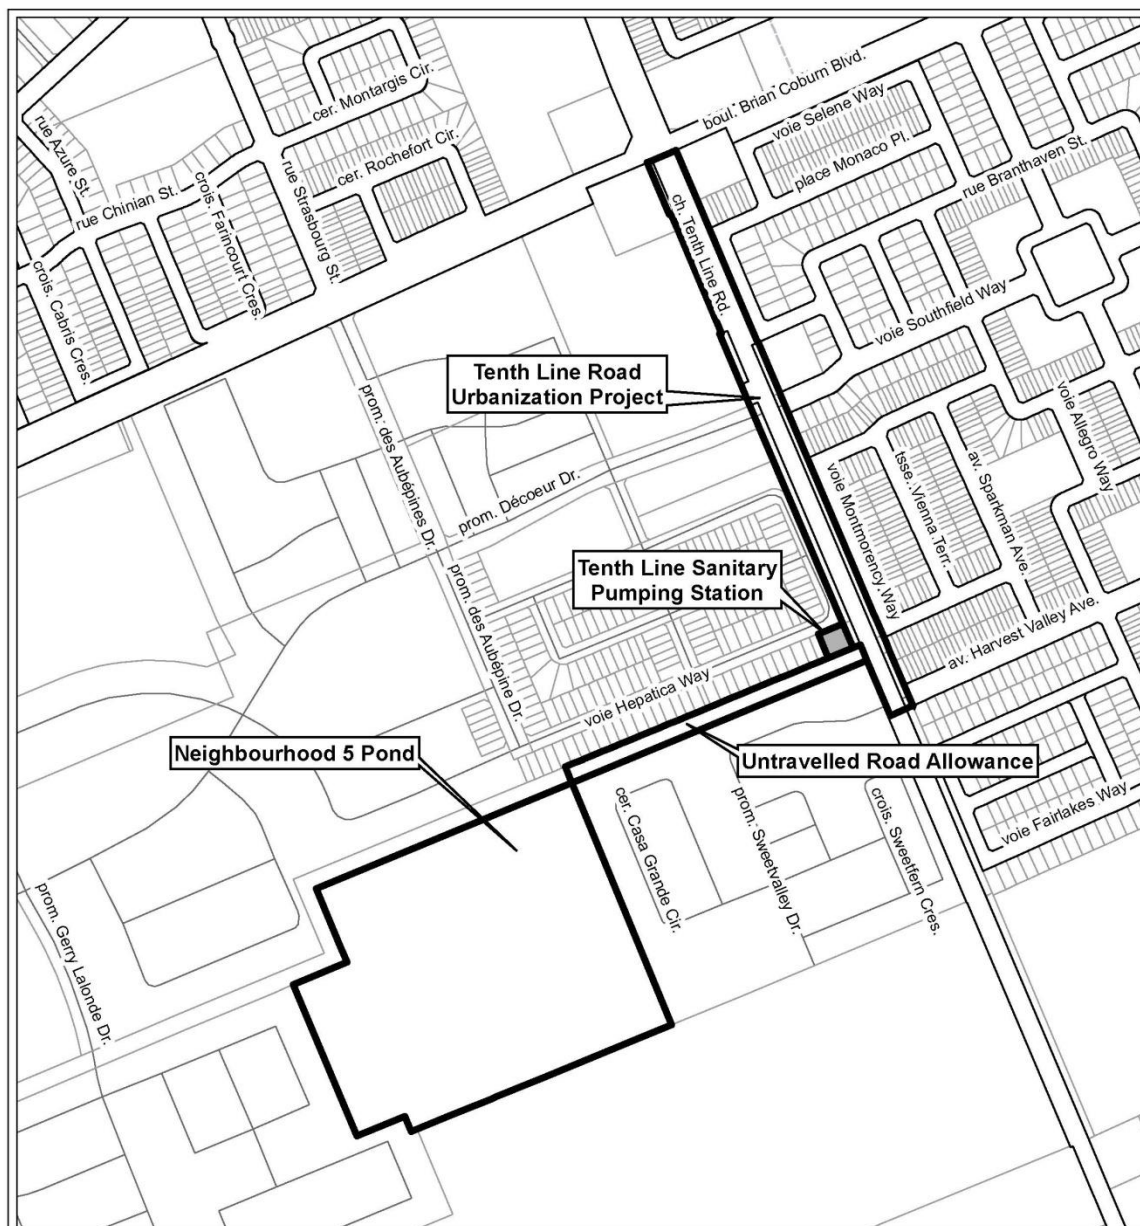 boul. Brian Coburn Blvd.
cer. Montargis Cir.
voie Selene Way
rue Azure St.
cer. Rochefort Cir.
place Monaco Pl.
rue Branthaven St.
rue Chinian St.
crois. Farincourt Cres.
rue Strasbourg St.
ch. Tenth Line Rd.
crois. Cabris Cres.
voie Southfield Way
Tenth Line Road
Urbanization Project
prom. des Aubépines Dr.
voie Allegro Way
prom. Décoeur Dr.
voie Montmorency Way
tsse. Vienna Terr.
av. Sparkman Ave.
Tenth Line Sanitary
Pumping Station
prom. des Aubépine Dr.
av. Harvest Valley Ave.
voie Hepatica Way
Neighbourhood 5 Pond
Untravelled Road Allowance
cer. Casa Grande Cir.
prom. Sweetvalley Dr.
crois. Sweetfern Cres.
voie Fairlakes Way
prom. Gerry Lalonde Dr.